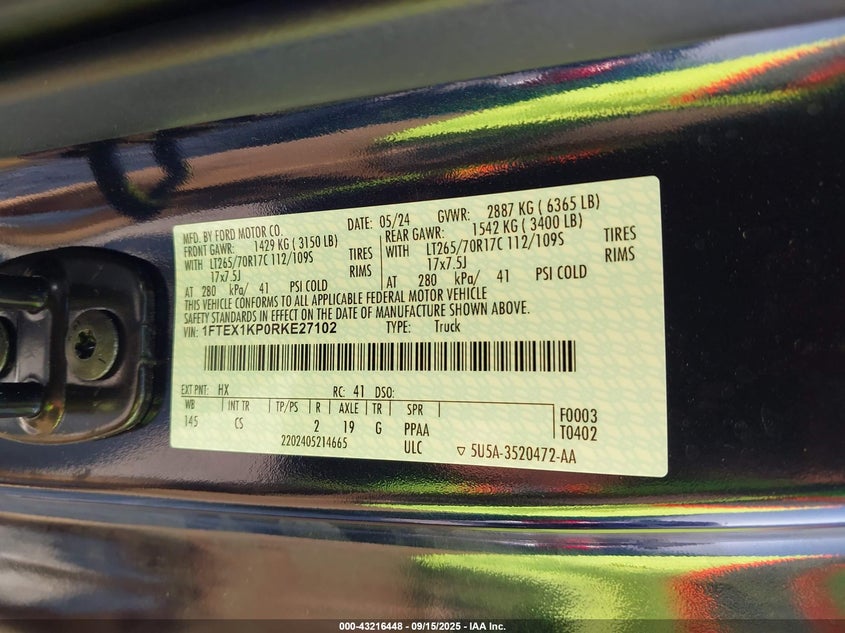 MFD. BY FORD MOTOR CO. DATE: 05/24 GVWR: 2887 KG ( 6365 LB)
FRONT GAWR: 1429 KG ( 3150 LB) REAR GAWR: 1542 KG ( 3400 LB)
WITH LT265/70R17C 112/109S TIRES WITH LT265/70R17C 112/109S TIRES
17x7.5J RIMS 17x7.5J RIMS
AT 280 kPa/ 41 PSI COLD AT 280 kPa/ 41 PSI COLD
THIS VEHICLE CONFORMS TO ALL APPLICABLE FEDERAL MOTOR VEHICLE
SAFETY STANDARDS IN EFFECT ON THE DATE OF MANUFACTURE SHOWN ABOVE.
VIN: 1FTEX1KP0RKE27102 TYPE: Truck
EXT PNT: HX RC: 41 DSO:
WB INT TR TP/PS R AXLE TR SPR F0003
145 CS 2 19 G PPAA T0402
2202405214665 ULC ▽ 5U5A-3520472-AA
000-43216448 - 09/15/2025 - IAA Inc.